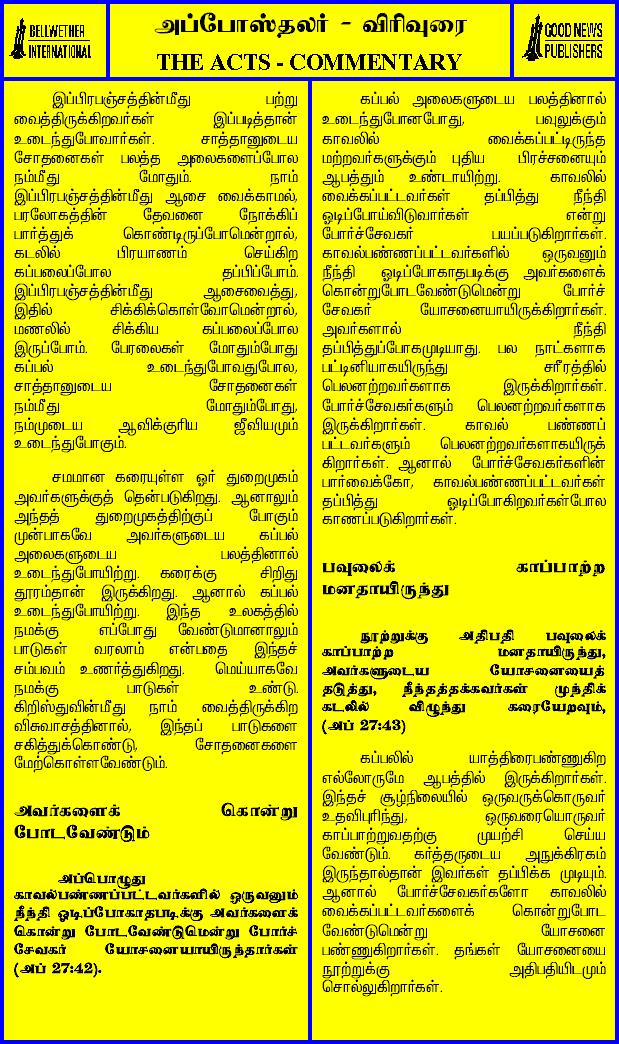 BELLWETHER
INTERNATIONAL
அப்போஸ்தலர் - விரிவுரை
THE ACTS - COMMENTARY
GOOD NEWS
PUBLISHERS
இப்பிரபஞ்சத்தின்மீது பற்று
வைத்திருக்கிறவர்கள் இப்படித்தான்
உடைந்துபோவார்கள். சாத்தானுடைய
சோதனைகள் பலத்த அலைகளைப்போல
நம்மீது மோதும். நாம்
இப்பிரபஞ்சத்தின்மீது ஆசை வைக்காமல்,
பரலோகத்தின் தேவனை நோக்கிப்
பார்த்துக் கொண்டிருப்போமென்றால்,
கடலில் பிரயாணம் செய்கிற
கப்பலைப்போல தப்பிப்போம்.
இப்பிரபஞ்சத்தின்மீது ஆசைவைத்து,
இதில் சிக்கிக்கொள்வோமென்றால்,
மணலில் சிக்கிய கப்பலைப்போல
இருப்போம். பேரலைகள் மோதும்போது
கப்பல் உடைந்துபோவதுபோல,
சாத்தானுடைய சோதனைகள்
நம்மீது மோதும்போது,
நம்முடைய ஆவிக்குரிய ஜீவியமும்
உடைந்துபோகும்.
சமமான கரையுள்ள ஓர் துறைமுகம்
அவர்களுக்குத் தென்படுகிறது. ஆனாலும்
அந்தத் துறைமுகத்திற்குப் போகும்
முன்பாகவே அவர்களுடைய கப்பல்
அலைகளுடைய பலத்தினால்
உடைந்துபோயிற்று. கரைக்கு சிறிது
தூரம்தான் இருக்கிறது. ஆனால் கப்பல்
உடைந்துபோயிற்று. இந்த உலகத்தில்
நமக்கு எப்போது வேண்டுமானாலும்
பாடுகள் வரலாம் என்பதை இந்தச்
சம்பவம் உணர்த்துகிறது. மெய்யாகவே
நமக்கு பாடுகள் உண்டு.
கிறிஸ்துவின்மீது நாம் வைத்திருக்கிற
விசுவாசத்தினால், இந்தப் பாடுகளை
சகித்துக்கொண்டு, சோதனைகளை
மேற்கொள்ளவேண்டும்.
அவர்களைக் கொன்று
போடவேண்டும்
அப்பொழுது
காவல்பண்ணப்பட்டவர்களில் ஒருவனும்
நீந்தி ஓடிப்போகாதபடிக்கு அவர்களைக்
கொன்று போடவேண்டுமென்று போர்ச்
சேவகர் யோசனையாயிருந்தார்கள்
(அப் 27:42).
கப்பல் அலைகளுடைய பலத்தினால்
உடைந்துபோனபோது, பவுலுக்கும்
காவலில் வைக்கப்பட்டிருந்த
மற்றவர்களுக்கும் புதிய பிரச்சனையும்
ஆபத்தும் உண்டாயிற்று. காவலில்
வைக்கப்பட்டவர்கள் தப்பித்து நீந்தி
ஓடிப்போய்விடுவார்கள் என்று
போர்ச்சேவகர் பயப்படுகிறார்கள்.
காவல்பண்ணப்பட்டவர்களில் ஒருவனும்
நீந்தி ஓடிப்போகாதபடிக்கு அவர்களைக்
கொன்றுபோடவேண்டுமென்று போர்ச்
சேவகர் யோசனையாயிருக்கிறார்கள்.
அவர்களால் நீந்தி
தப்பித்துப்போகமுடியாது. பல நாட்களாக
பட்டினியாகயிருந்து சரீரத்தில்
பெலனற்றவர்களாக இருக்கிறார்கள்.
போர்ச்சேவகர்களும் பெலனற்றவர்களாக
இருக்கிறார்கள். காவல் பண்ணப்
பட்டவர்களும் பெலனற்றவர்களாகயிருக்
கிறார்கள். ஆனால் போர்ச்சேவகர்களின்
பார்வைக்கோ, காவல்பண்ணப்பட்டவர்கள்
தப்பித்து ஓடிப்போகிறவர்கள்போல
காணப்படுகிறார்கள்.
பவுலைக் காப்பாற்ற
மனதாயிருந்து
நூற்றுக்கு அதிபதி பவுலைக்
காப்பாற்ற மனதாயிருந்து,
அவர்களுடைய யோசனையைத்
தடுத்து, நீந்தத்தக்கவர்கள் முந்திக்
கடலில் விழுந்து கரையேறவும்,
(அப் 27:43)
கப்பலில் யாத்திரைபண்ணுகிற
எல்லோருமே ஆபத்தில் இருக்கிறார்கள்.
இந்தச் சூழ்நிலையில் ஒருவருக்கொருவர்
உதவிபுரிந்து, ஒருவரையொருவர்
காப்பாற்றுவதற்கு முயற்சி செய்ய
வேண்டும். கர்த்தருடைய அநுக்கிரகம்
இருந்தால்தான் இவர்கள் தப்பிக்க முடியும்.
ஆனால் போர்ச்சேவகர்களோ காவலில்
வைக்கப்பட்டவர்களைக் கொன்றுபோட
வேண்டுமென்று யோசனை
பண்ணுகிறார்கள். தங்கள் யோசனையை
நூற்றுக்கு அதிபதியிடமும்
சொல்லுகிறார்கள்.